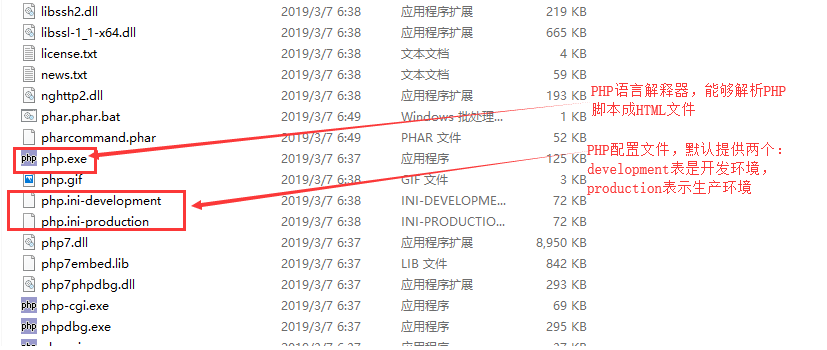 libssh2.dll 2019/3/7 6:38 应用程序扩展 219 KB
libssl-1_1-x64.dll 2019/3/7 6:38 应用程序扩展 665 KB
license.txt 2019/3/7 6:38 文本文档 4 KB
news.txt 2019/3/7 6:38 文本文档 59 KB
nghttp2.dll 2019/3/7 6:38 应用程序扩展 193 KB
phar.phar.bat 2019/3/7 6:49 Windows 批处理... 1 KB
pharcommand.phar 2019/3/7 6:49 PHAR 文件 52 KB
php.exe 2019/3/7 6:37 应用程序 125 KB
php.gif 2019/3/7 6:37 GIF 文件 3 KB
php.ini-development 2019/3/7 6:38 INI-DEVELOPME... 72 KB
php.ini-production 2019/3/7 6:38 INI-PRODUCTIO... 72 KB
php7.dll 2019/3/7 6:37 应用程序扩展 8,950 KB
php7embed.lib 2019/3/7 6:37 LIB 文件 842 KB
php7phpdbg.dll 2019/3/7 6:37 应用程序扩展 293 KB
php-cgi.exe 2019/3/7 6:37 应用程序 69 KB
phpdbg.exe 2019/3/7 6:37 应用程序 295 KB
PHP语言解释器，能够解析PHP
脚本成HTML文件
PHP配置文件，默认提供两个：
development表是开发环境，
production表示生产环境